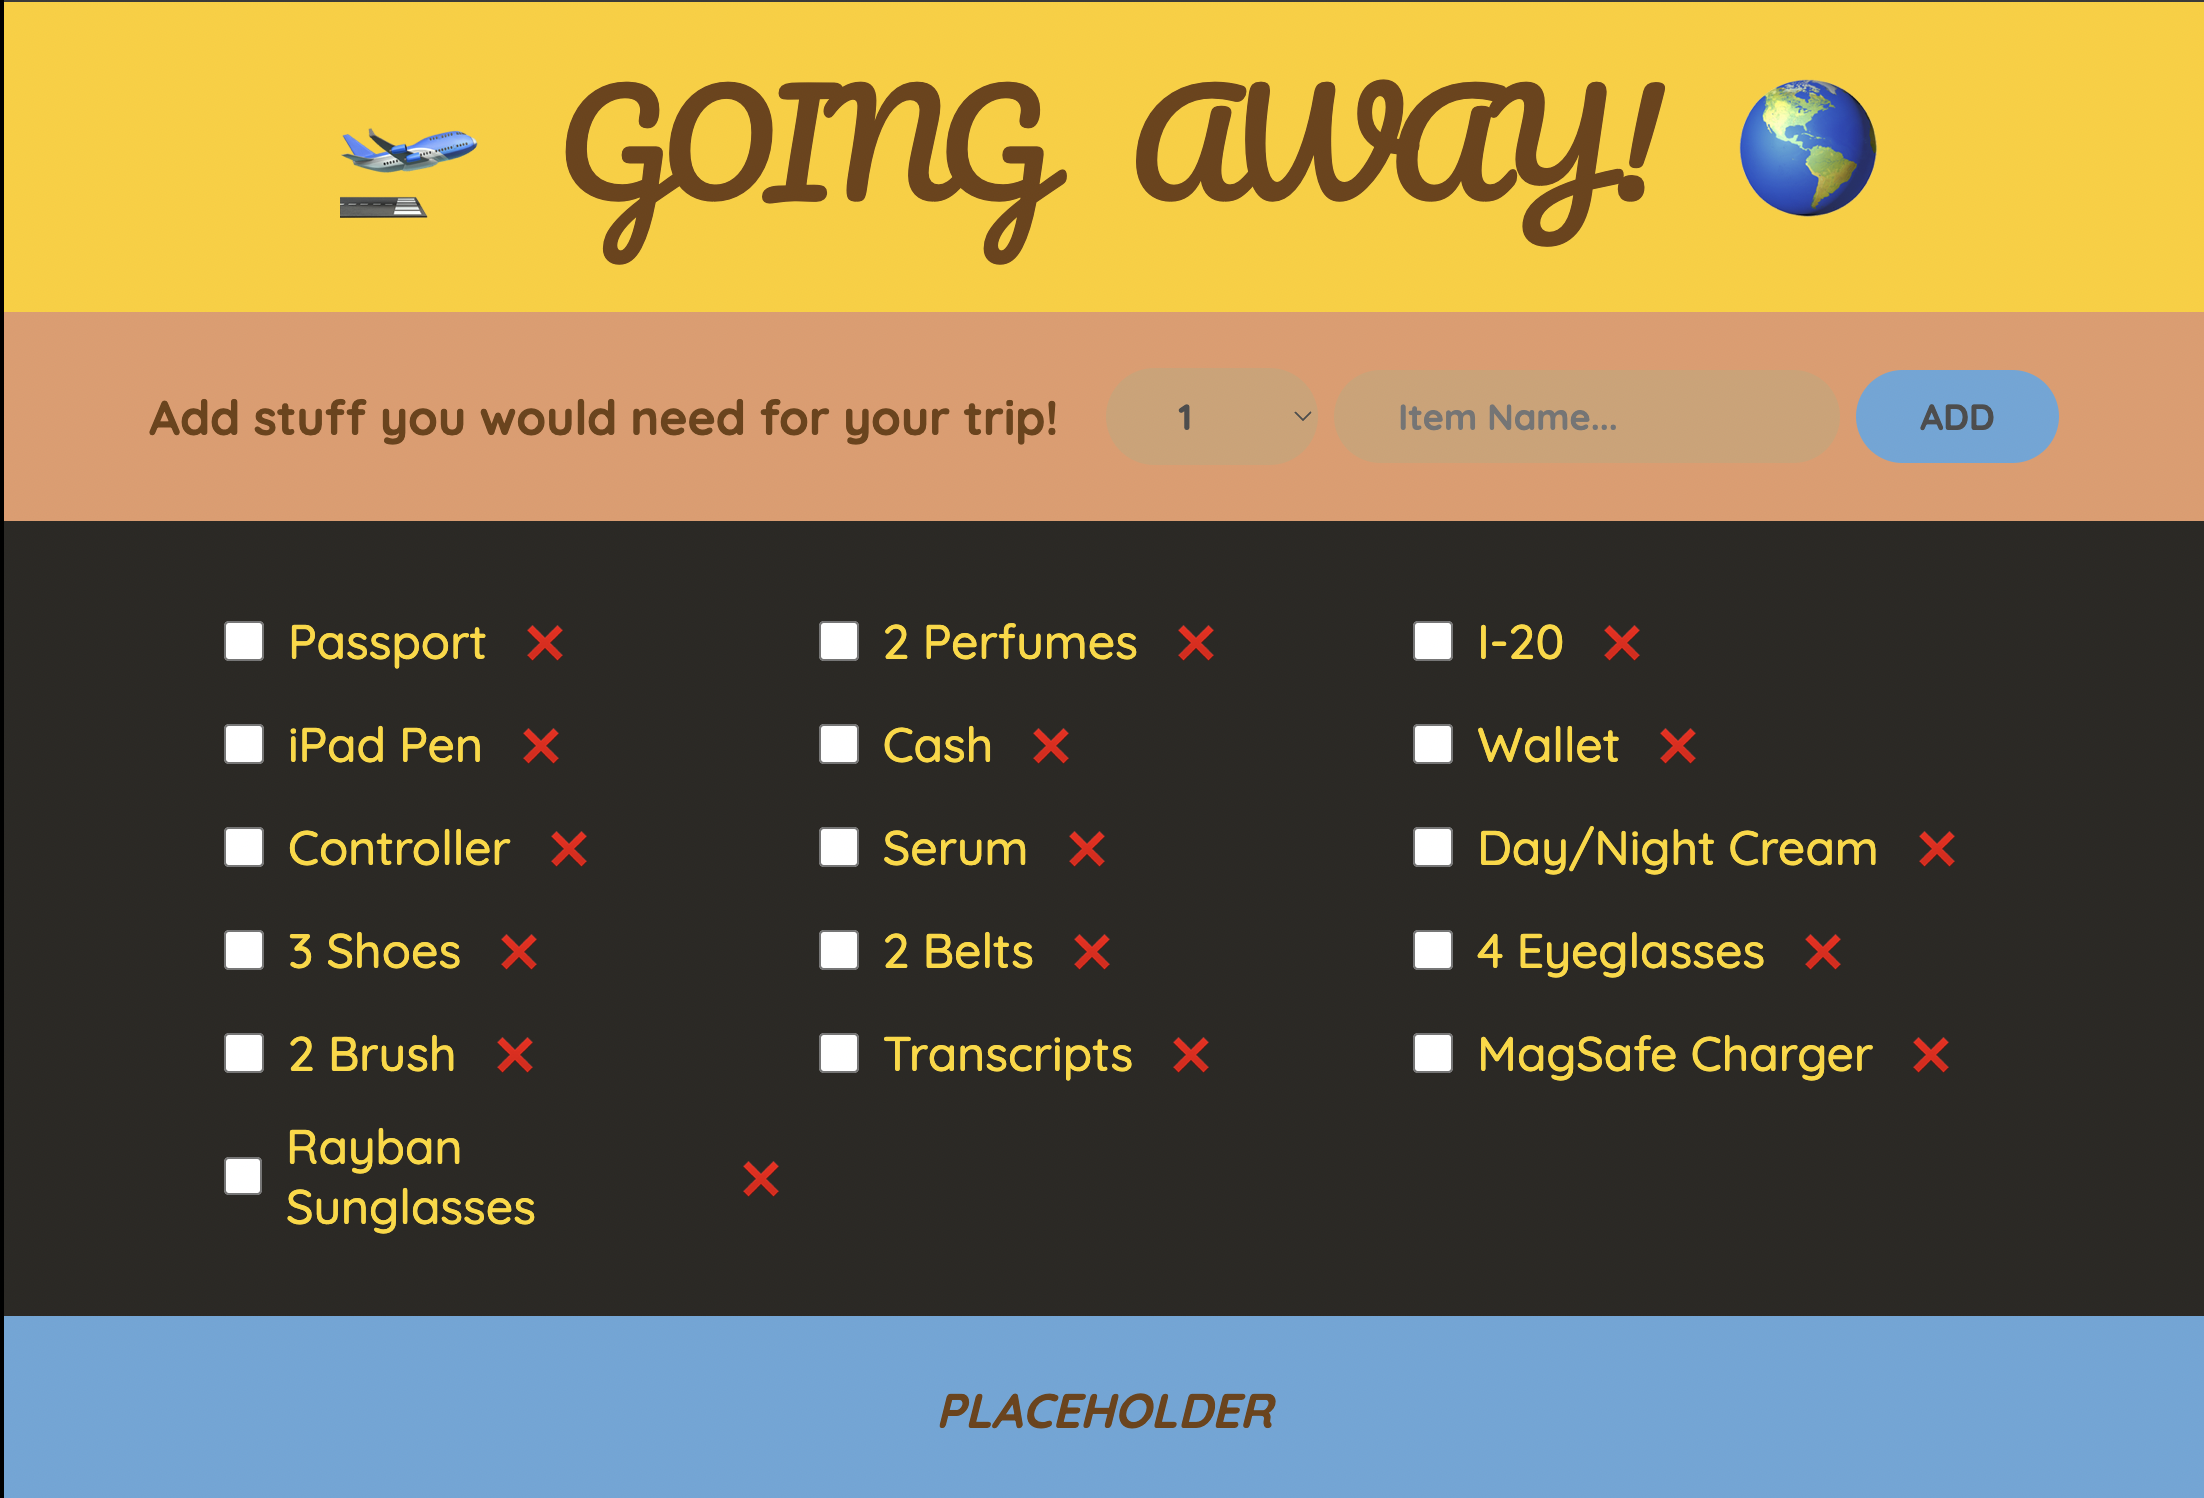 GOING AWAY!
Add stuff you would need for your trip!
1
Item Name...
ADD
Passport
2 Perfumes
I-20
iPad Pen
Cash
Wallet
Controller
Serum
Day/Night Cream
3 Shoes
2 Belts
4 Eyeglasses
2 Brush
Transcripts
MagSafe Charger
Rayban
Sunglasses
PLACEHOLDER